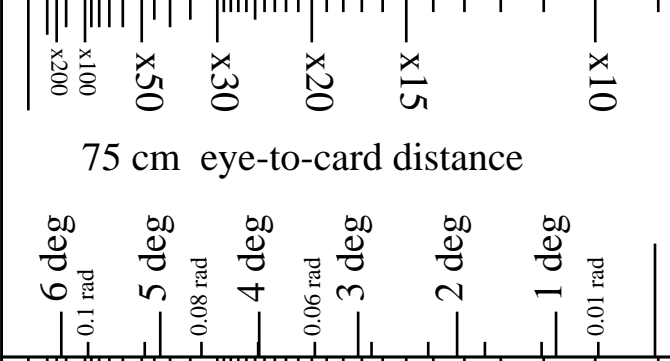 x200 x100 x50 x30 x20 x15 x10
75 cm eye-to-card distance
6 deg 0.1 rad 5 deg 0.08 rad 4 deg 0.06 rad 3 deg 2 deg 1 deg 0.01 rad